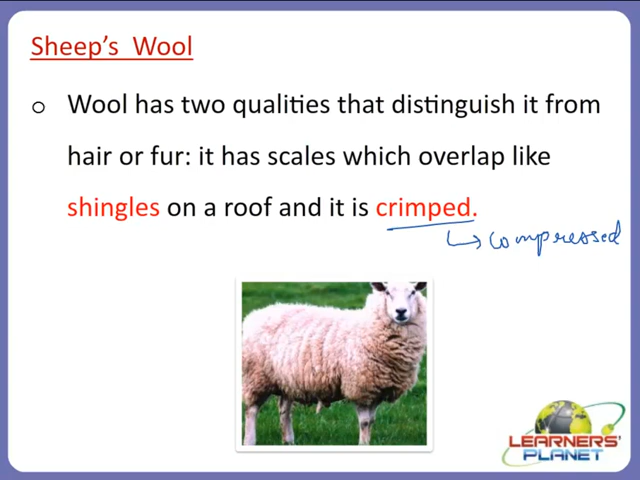 Sheep's Wool
o Wool has two qualities that distinguish it from
hair or fur: it has scales which overlap like
shingles on a roof and it is crimped.
↳ compressed
LEARNERS'
PLANET